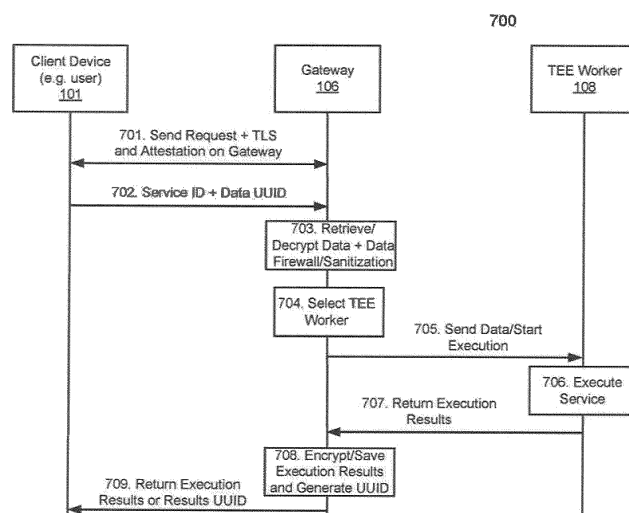 700
Client Device
(e.g. user)
101
Gateway
106
TEE Worker
108
701. Send Request + TLS
and Attestation on Gateway
702. Service ID + Data UUID
703. Retrieve/
Decrypt Data + Data
Firewall/Sanitization
704. Select TEE
Worker
705. Send Data/Start
Execution
706. Execute
Service
707. Return Execution
Results
708. Encrypt/Save
Execution Results
and Generate UUID
709. Return Execution
Results or Results UUID